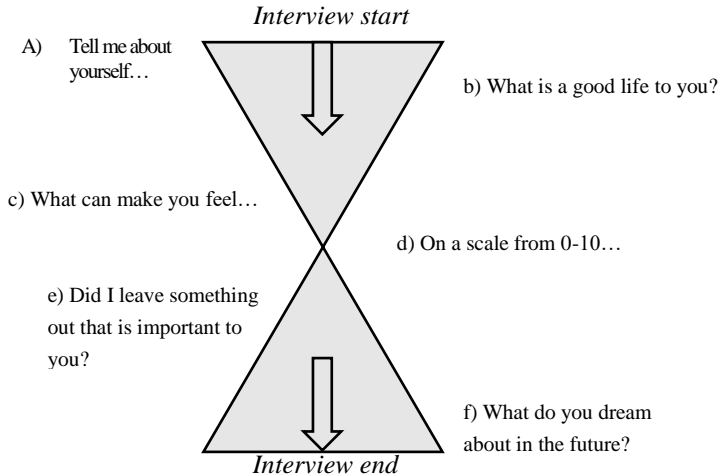 Interview start
A) Tell me about
yourself…
b) What is a good life to you?
c) What can make you feel…
d) On a scale from 0-10…
e) Did I leave something
out that is important to
you?
f) What do you dream
about in the future?
Interview end